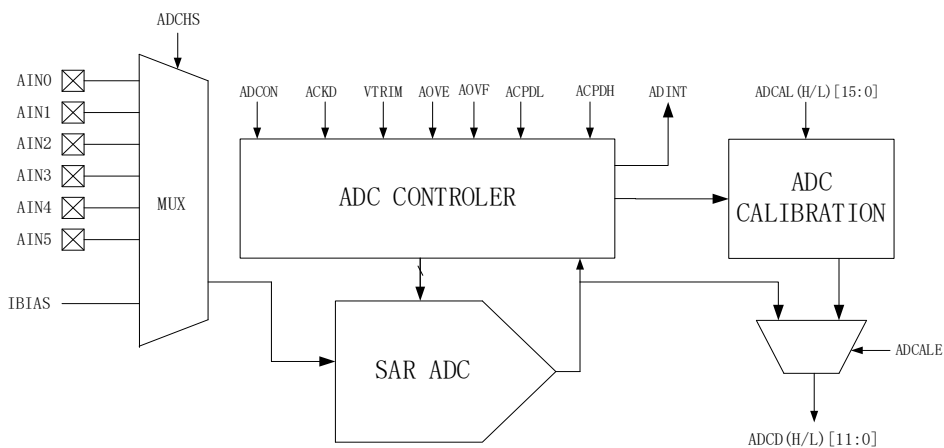 ADCHS
AIN0
AIN1
AIN2
AIN3
AIN4
AIN5
IBIAS
MUX
ADCON
ACKD
VTRIM
AOVE
AOVF
ACPDL
ACPDH
ADINT
ADCAL(H/L)[15:0]
ADC CONTROLER
ADC
CALIBRATION
SAR ADC
ADCALE
ADCD(H/L)[11:0]